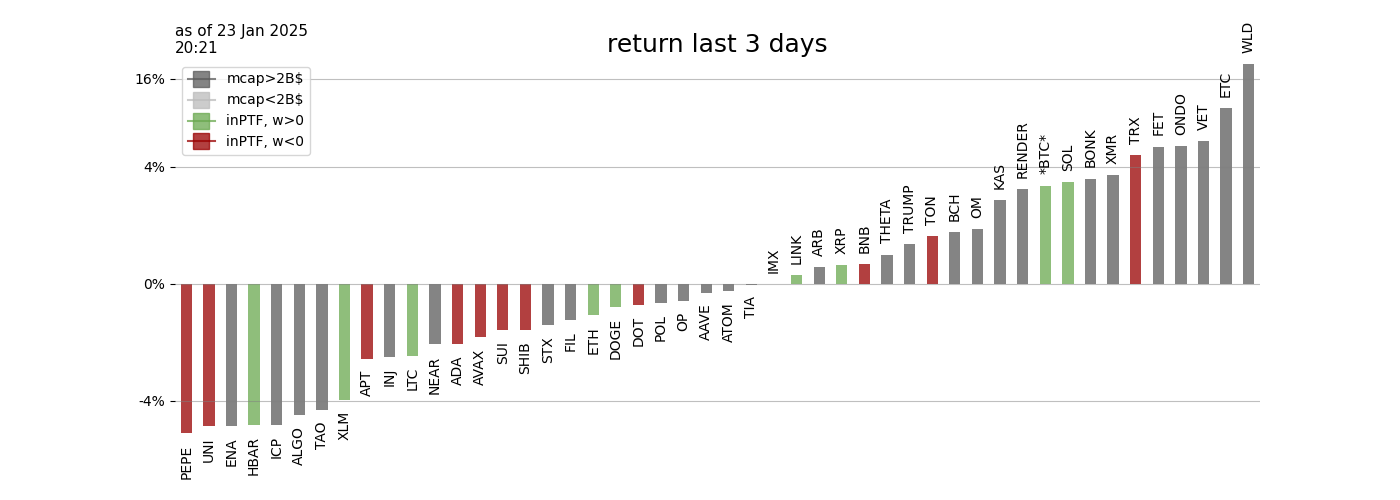 as of 23 Jan 2025
20:21
return last 3 days
mcap>2B$
mcap<2B$
inPTF, w>0
inPTF, w<0
16%
4%
0%
-4%
PEPE
UNI
ENA
HBAR
ICP
ALGO
TAO
XLM
APT
INJ
LTC
NEAR
ADA
AVAX
SUI
SHIB
STX
FIL
ETH
DOGE
DOT
POL
OP
AAVE
ATOM
TIA
IMX
LINK
ARB
XRP
BNB
THETA
TRUMP
TON
BCH
OM
KAS
RENDER
*BTC*
SOL
BONK
XMR
TRX
FET
ONDO
VET
ETC
WLD